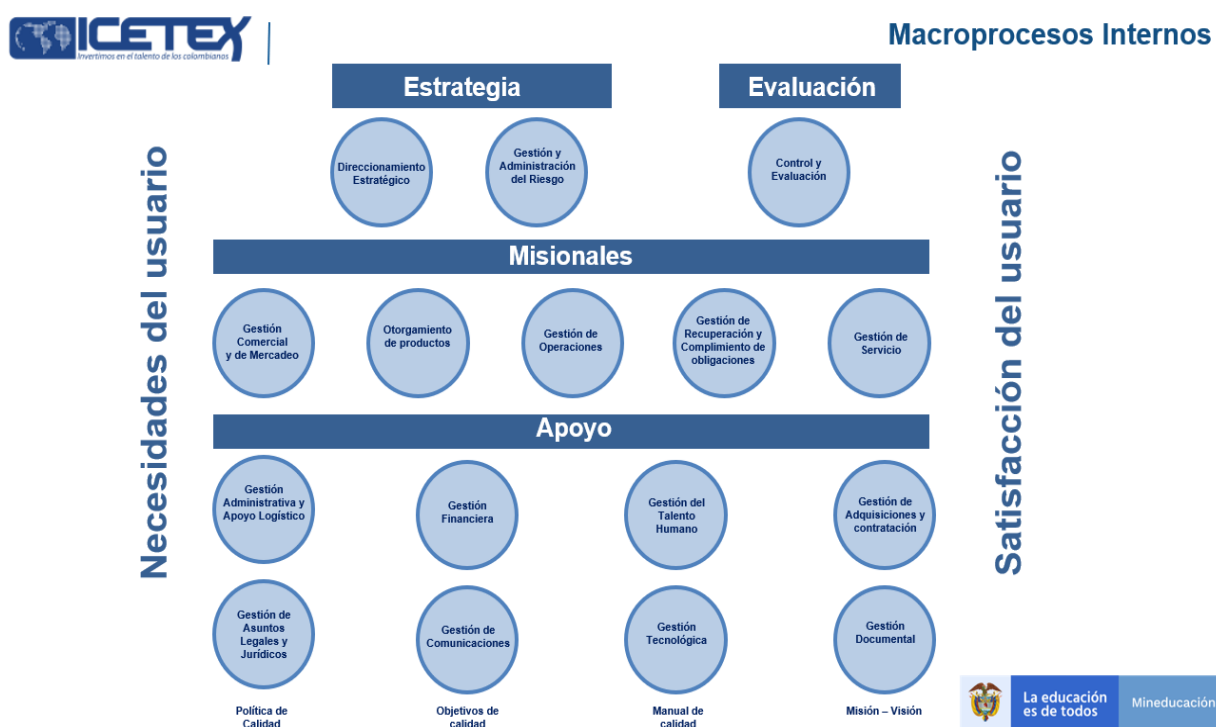 ICETEX
Invertimos en el talento de los colombianos
Macroprocesos Internos
Estrategia
Evaluación
Necesidades del usuario
Direccionamiento
Estratégico
Gestión y
Administración
del Riesgo
Control y
Evaluación
Satisfacción del usuario
Misionales
Gestión
Comercial
y de Mercadeo
Otorgamiento
de productos
Gestión de
Operaciones
Gestión de
Recuperación y
Complimiento de
obligaciones
Gestión de
Servicio
Apoyo
Gestión
Administrativa y
Apoyo Logístico
Gestión
Financiera
Gestión del
Talento
Humano
Gestión de
Adquisiciones y
contratación
Gestión de
Asuntos
Legales y
Jurídicos
Gestión de
Comunicaciones
Gestión
Tecnológica
Gestión
Documental
Política de
Calidad
Objetivos de
calidad
Manual de
calidad
Misión – Visión
La educación
es de todos
Mineducación